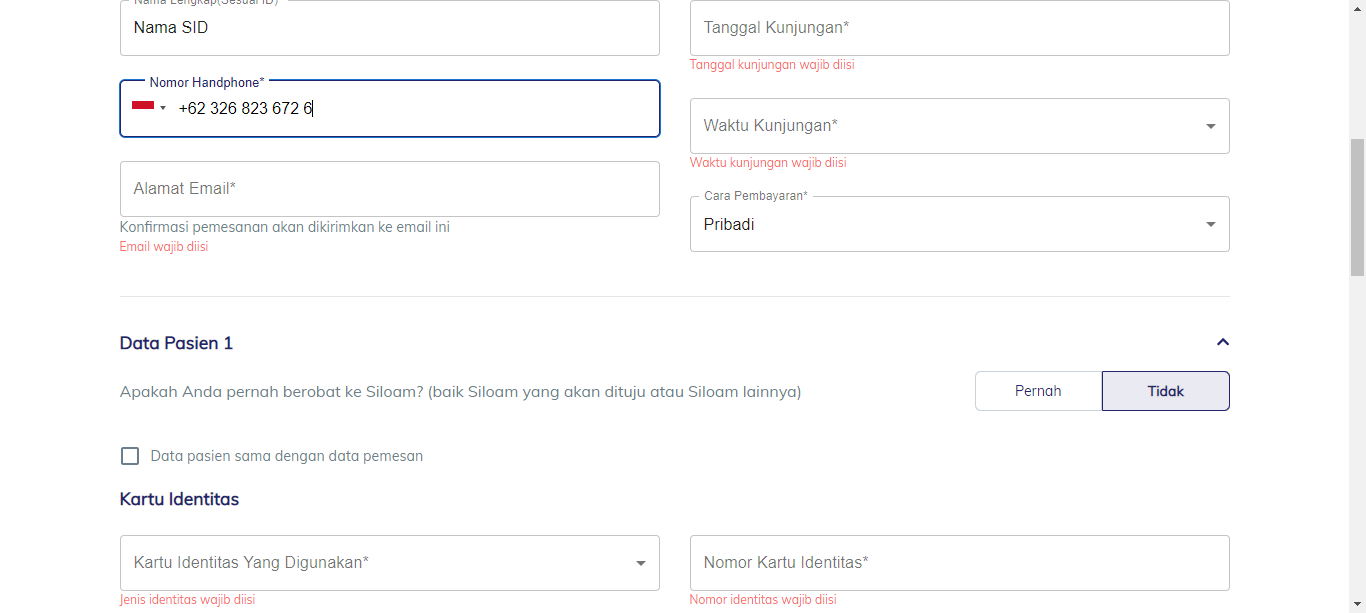 Nama Lengkap(Sesuai ID)
Nama SID
Nomor Handphone*
+62 326 823 672 6
Alamat Email*
Konfirmasi pemesanan akan dikirimkan ke email ini
Email wajib diisi
Tanggal Kunjungan*
Tanggal kunjungan wajib diisi
Waktu Kunjungan*
Waktu kunjungan wajib diisi
Cara Pembayaran*
Pribadi
Data Pasien 1
Apakah Anda pernah berobat ke Siloam? (baik Siloam yang akan dituju atau Siloam lainnya)
Pernah
Tidak
Data pasien sama dengan data pemesan
Kartu Identitas
Kartu Identitas Yang Digunakan*
Jenis identitas wajib diisi
Nomor Kartu Identitas*
Nomor identitas wajib diisi